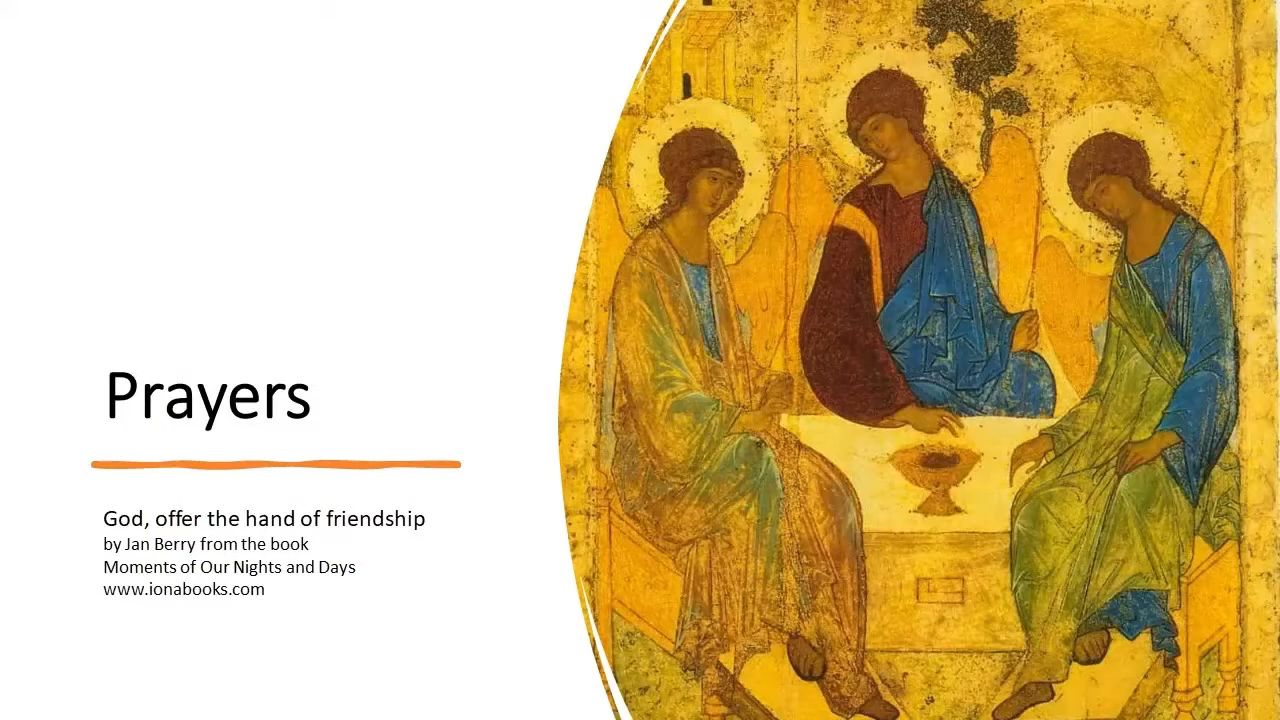 Prayers
God, offer the hand of friendship
by Jan Berry from the book
Moments of Our Nights and Days
www.ionabooks.com